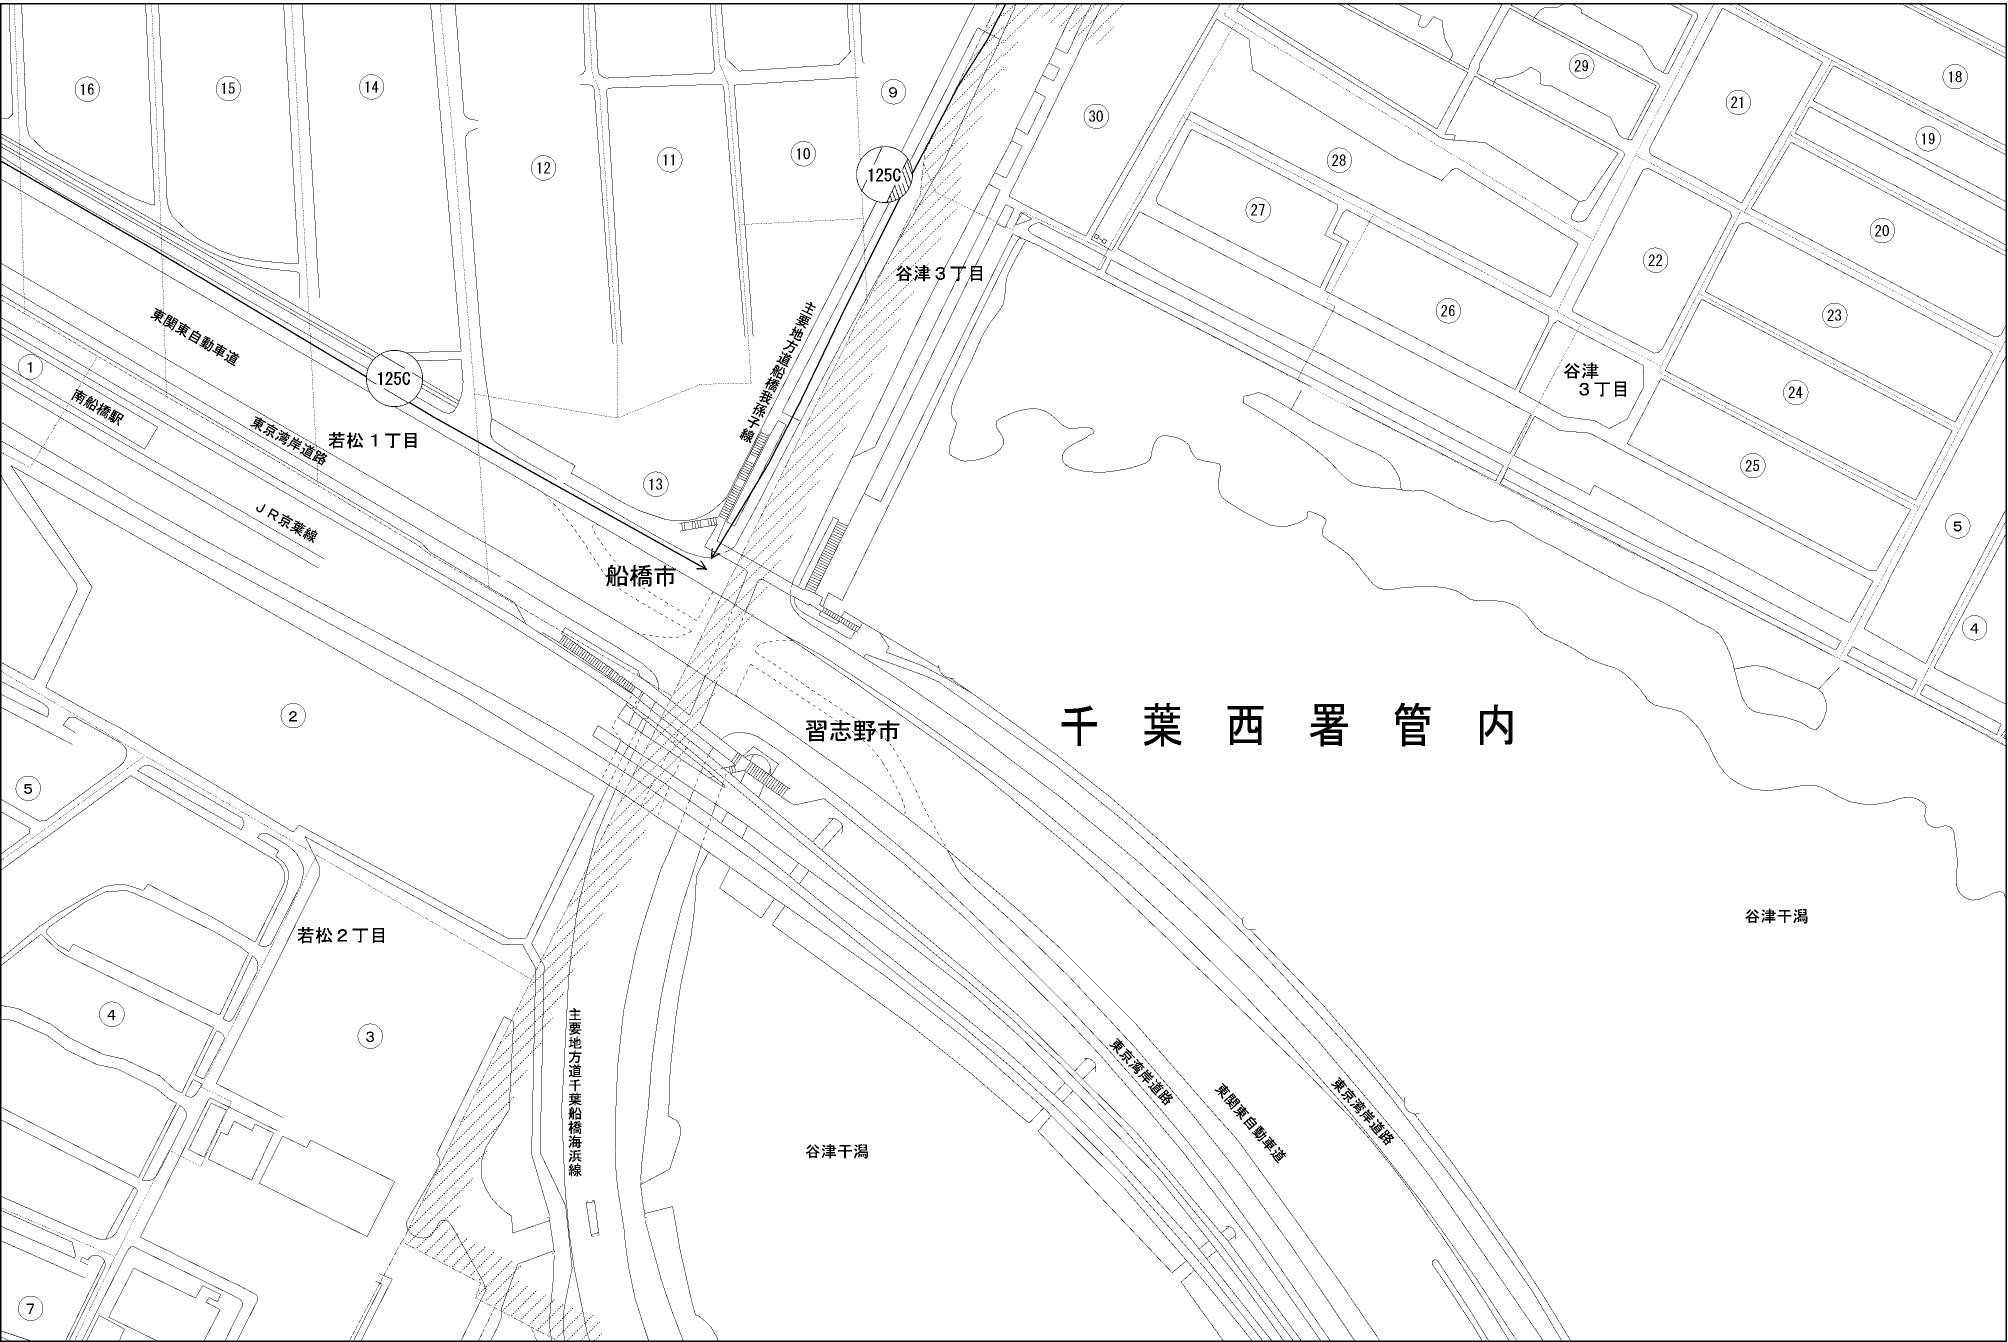 16
15
14
12
11
10
9
30
29
18
21
19
28
27
20
22
26
23
24
25
5
4
125C
谷津３丁目
主要地方道船橋我孫子線
東関東自動車道
1
南船橋駅
125C
東京湾岸道路
若松１丁目
谷津
３丁目
13
ＪＲ京葉線
船橋市
2
習志野市
千葉西署管内
5
若松２丁目
谷津干潟
4
3
主要地方道千葉船橋海浜線
東京湾岸道路
東関東自動車道
東京湾岸道路
谷津干潟
7